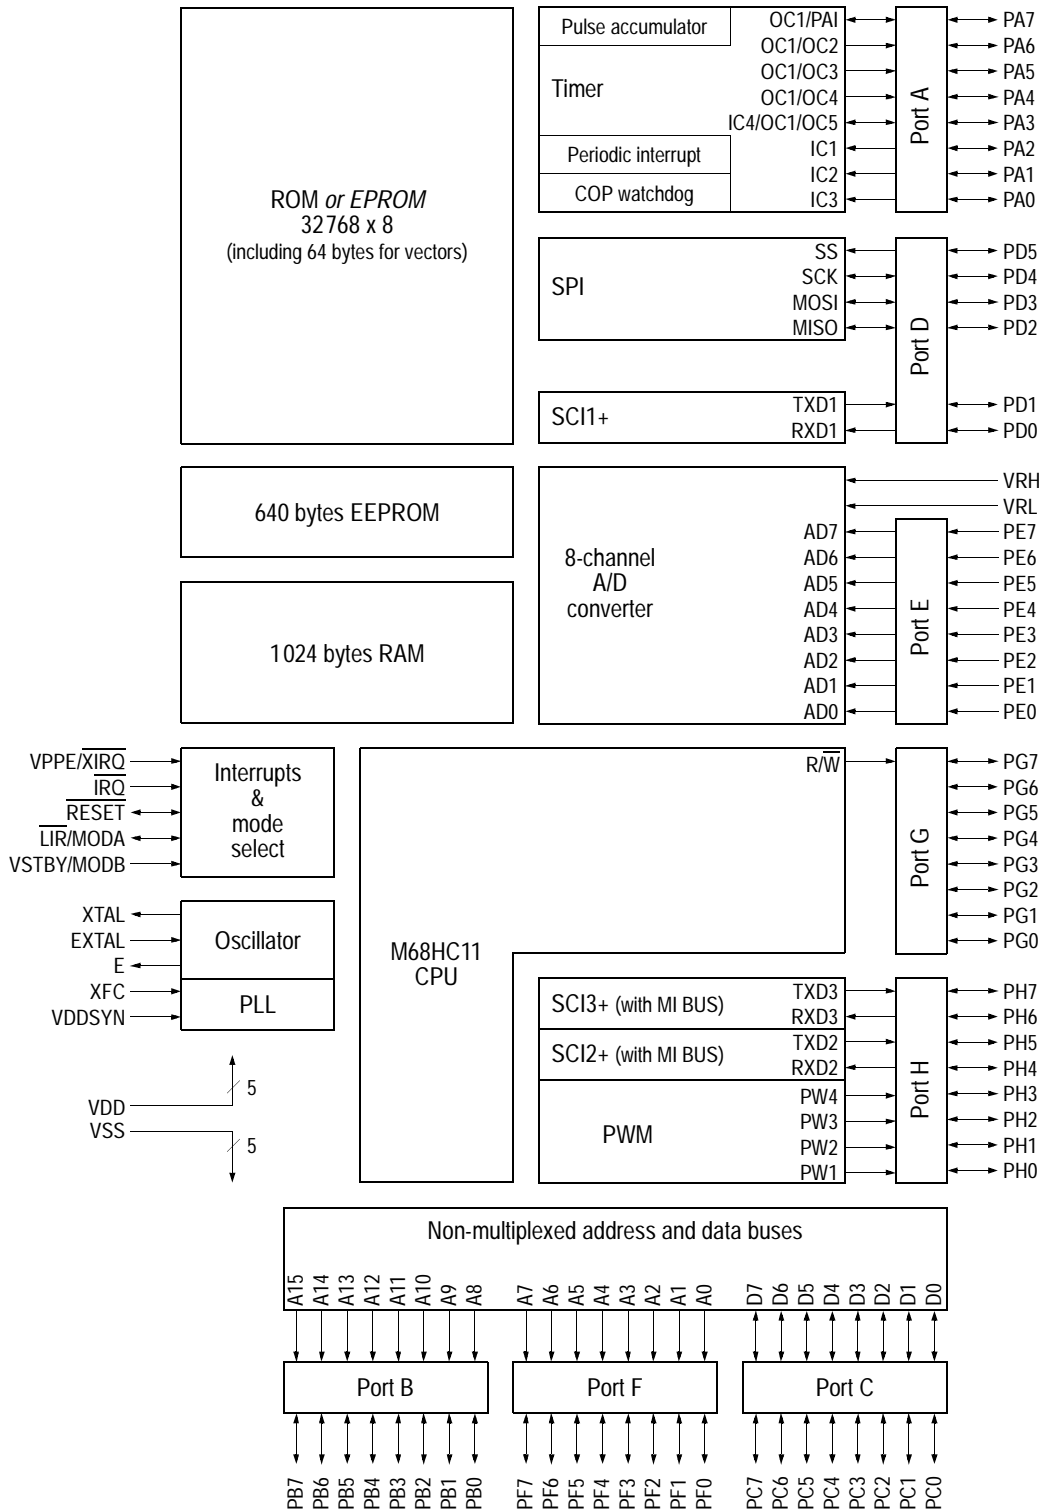 ROM or EPROM
32768 x 8
(including 64 bytes for vectors)
Pulse accumulator
Timer
Periodic interrupt
COP watchdog
OC1/PAI
OC1/OC2
OC1/OC3
OC1/OC4
IC4/OC1/OC5
IC1
IC2
IC3
Port A
PA7
PA6
PA5
PA4
PA3
PA2
PA1
PA0
SPI
SS
SCK
MOSI
MISO
SCI1+
TXD1
RXD1
Port D
PD5
PD4
PD3
PD2
PD1
PD0
640 bytes EEPROM
1024 bytes RAM
8-channel
A/D
converter
VRH
VRL
AD7
AD6
AD5
AD4
AD3
AD2
AD1
AD0
Port E
PE7
PE6
PE5
PE4
PE3
PE2
PE1
PE0
VPPE/X̅I̅R̅Q̅
I̅R̅Q̅
R̅E̅S̅E̅T̅
L̅I̅R̅/MODA
VSTBY/MODB
Interrupts
&
mode
select
XTAL
EXTAL
E
XFC
VDDSYN
Oscillator
PLL
VDD
VSS
5
5
M68HC11
CPU
R/W̅
Port G
PG7
PG6
PG5
PG4
PG3
PG2
PG1
PG0
SCI3+ (with MI BUS)
TXD3
RXD3
SCI2+ (with MI BUS)
TXD2
RXD2
PWM
PW4
PW3
PW2
PW1
Port H
PH7
PH6
PH5
PH4
PH3
PH2
PH1
PH0
Non-multiplexed address and data buses
A15
A14
A13
A12
A11
A10
A9
A8
A7
A6
A5
A4
A3
A2
A1
A0
D7
D6
D5
D4
D3
D2
D1
D0
Port B
Port F
Port C
PB7
PB6
PB5
PB4
PB3
PB2
PB1
PB0
PF7
PF6
PF5
PF4
PF3
PF2
PF1
PF0
PC7
PC6
PC5
PC4
PC3
PC2
PC1
PC0